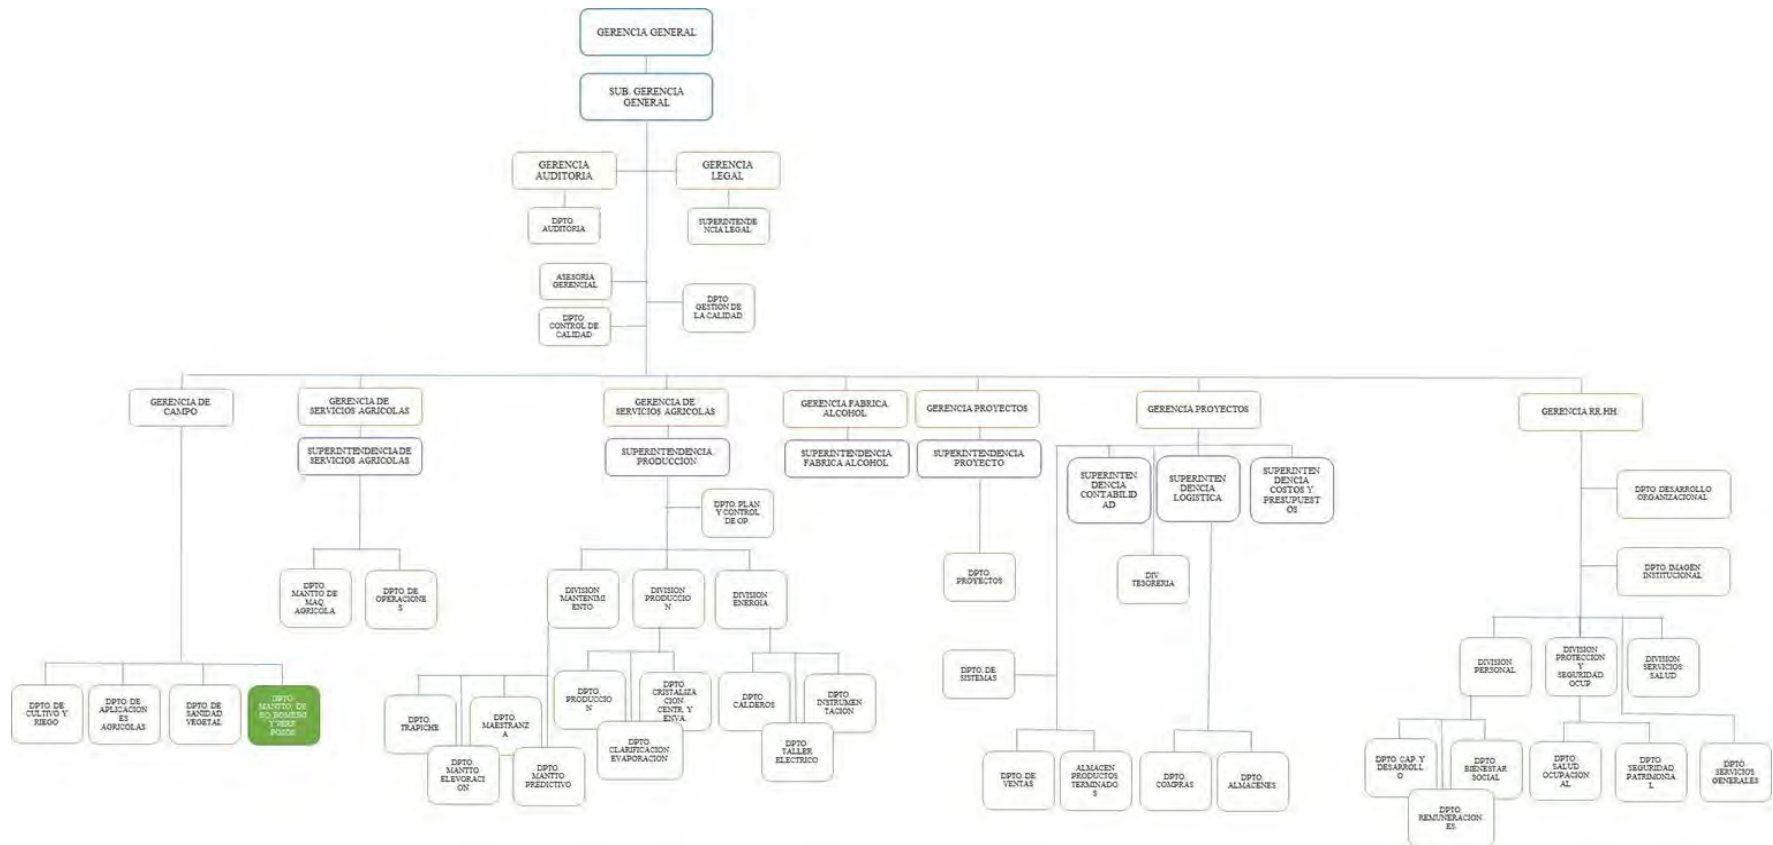 GERENCIA GENERAL
SUB. GERENCIA
GENERAL
GERENCIA
AUDITORIA
GERENCIA
LEGAL
DPTO.
AUDITORIA
SUPERINTENDE
NCIA LEGAL
ASESORIA
GERENCIAL
DPTO
GESTION DE
LA CALIDAD
DPTO
CONTROL DE
CALIDAD
GERENCIA DE
CAMPO
GERENCIA DE
SERVICIOS AGRICOLAS
GERENCIA DE
SERVICIOS AGRICOLAS
GERENCIA FABRICA
ALCOHOL
GERENCIA PROYECTOS
GERENCIA PROYECTOS
GERENCIA RR.HH.
SUPERINTENDENCIA DE
SERVICIOS AGRICOLAS
SUPERINTENDENCIA
PRODUCCION
SUPERINTENDENCIA
FABRICA ALCOHOL
SUPERINTENDENCIA
PROYECTO
SUPERINTEN
DENCIA
CONTABILID
AD
SUPERINTEN
DENCIA
LOGISTICA
SUPERINTEN
DENCIA
COSTOS Y
PRESUPUEST
OS
DPTO. DESARROLLO
ORGANIZACIONAL
DPTO. PLAN
Y CONTROL
DE OP.
DPTO. IMAGEN
INSTITUCIONAL
DPTO.
MANTTO DE
MAQ.
AGRICOLA
DPTO. DE
OPERACIONE
S
DIVISION
MANTENIMI
ENTO
DIVISION
PRODUCCIO
N
DIVISION
ENERGIA
DPTO.
PROYECTOS
DIV.
TESORERIA
DPTO. DE
SISTEMAS
DIVISION
PERSONAL
DIVISION
PROTECCION
Y
SEGURIDAD
OCUP.
DIVISION
SERVICIOS
SALUD
DPTO. DE
CULTIVO Y
RIEGO
DPTO. DE
APLICACION
ES
AGRICOLAS
DPTO. DE
SANIDAD
VEGETAL
DPTO.
MANTTO. DE
EQ. BOMBEO
Y PERF.
POZOS
DPTO.
TRAPICHE
DPTO.
MAESTRANZ
A
DPTO.
PRODUCCIO
N
DPTO.
CRISTALIZA
CION
CENTR. Y
ENVA.
DPTO.
CALDEROS
DPTO.
INSTRUMEN
TACION
DPTO.
MANTTO
ELEVORACI
ON
DPTO.
MANTTO
PREDICTIVO
DPTO.
CLARIFICACION
EVAPORACION
DPTO.
TALLER
ELECTRICO
DPTO. DE
VENTAS
ALMACEN
PRODUCTOS
TERMINADO
S
DPTO.
COMPRAS
DPTO.
ALMACENES
DPTO. CAP. Y
DESARROLL
O
DPTO.
BIENESTAR
SOCIAL
DPTO.
SALUD
OCUPACION
AL
DPTO.
SEGURIDAD
PATRIMONIA
L
DPTO.
SERVICIOS
GENERALES
DPTO.
REMUNERACION
ES.